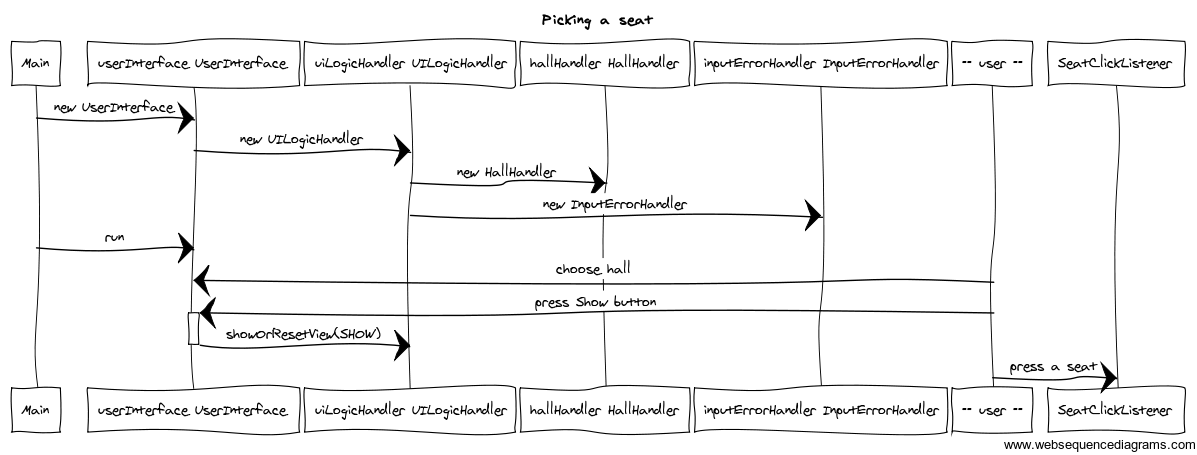 Picking a seat
Main
userInterface UserInterface
uiLogicHandler UILogicHandler
hallHandler HallHandler
inputErrorHandler InputErrorHandler
-- user --
SeatClickListener
new UserInterface
new UILogicHandler
new HallHandler
new InputErrorHandler
run
choose hall
press Show button
showOrResetView(SHOW)
press a seat
Main
userInterface UserInterface
uiLogicHandler UILogicHandler
hallHandler HallHandler
inputErrorHandler InputErrorHandler
-- user --
SeatClickListener
www.websequencediagrams.com